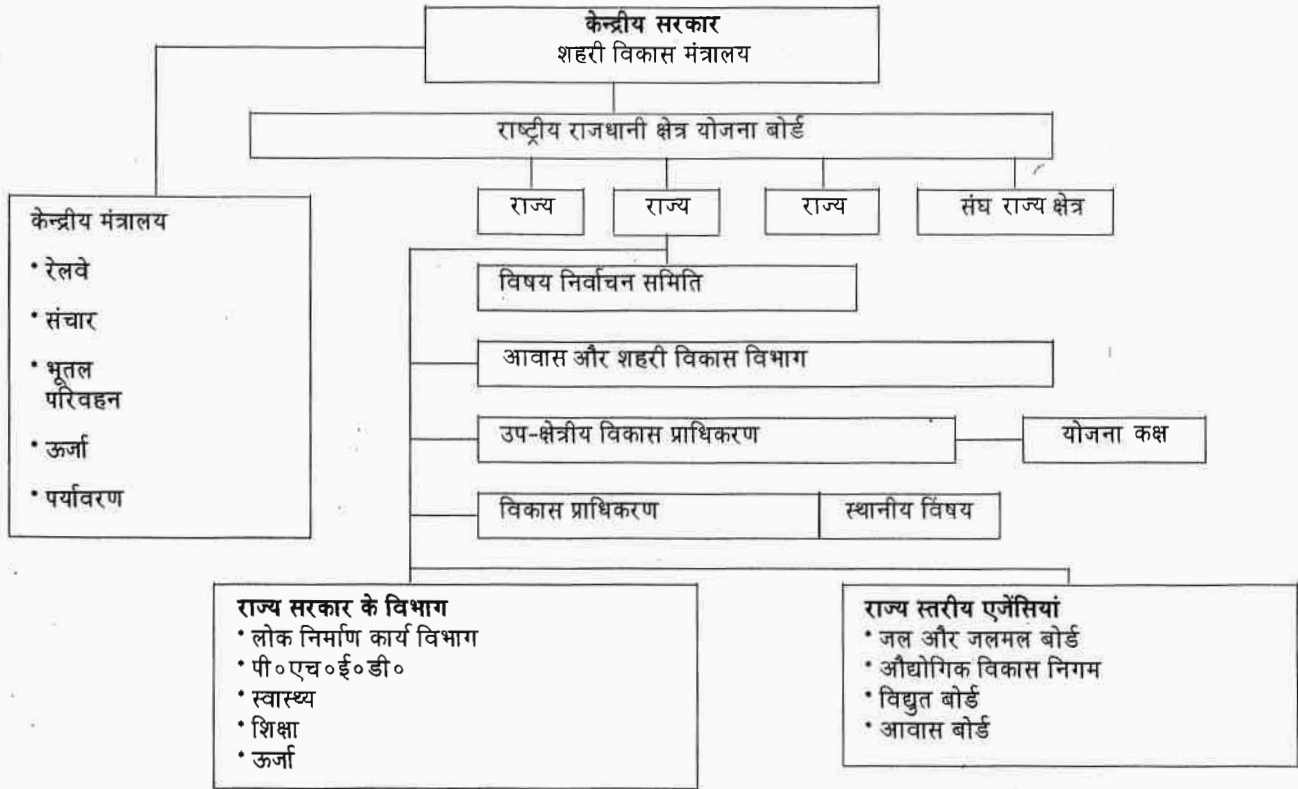 केन्द्रीय सरकार
शहरी विकास मंत्रालय
राष्ट्रीय राजधानी क्षेत्र योजना बोर्ड
राज्य
राज्य
राज्य
संघ राज्य क्षेत्र
केन्द्रीय मंत्रालय
* रेलवे
* संचार
* भूतल
परिवहन
* ऊर्जा
* पर्यावरण
विषय निर्वाचन समिति
आवास और शहरी विकास विभाग
उप-क्षेत्रीय विकास प्राधिकरण
योजना कक्ष
विकास प्राधिकरण
स्थानीय विंषय
राज्य सरकार के विभाग
* लोक निर्माण कार्य विभाग
* पी०एच०ई०डी०
* स्वास्थ्य
* शिक्षा
* ऊर्जा
राज्य स्तरीय एजेंसियां
* जल और जलमल बोर्ड
* औद्योगिक विकास निगम
* विद्युत बोर्ड
* आवास बोर्ड